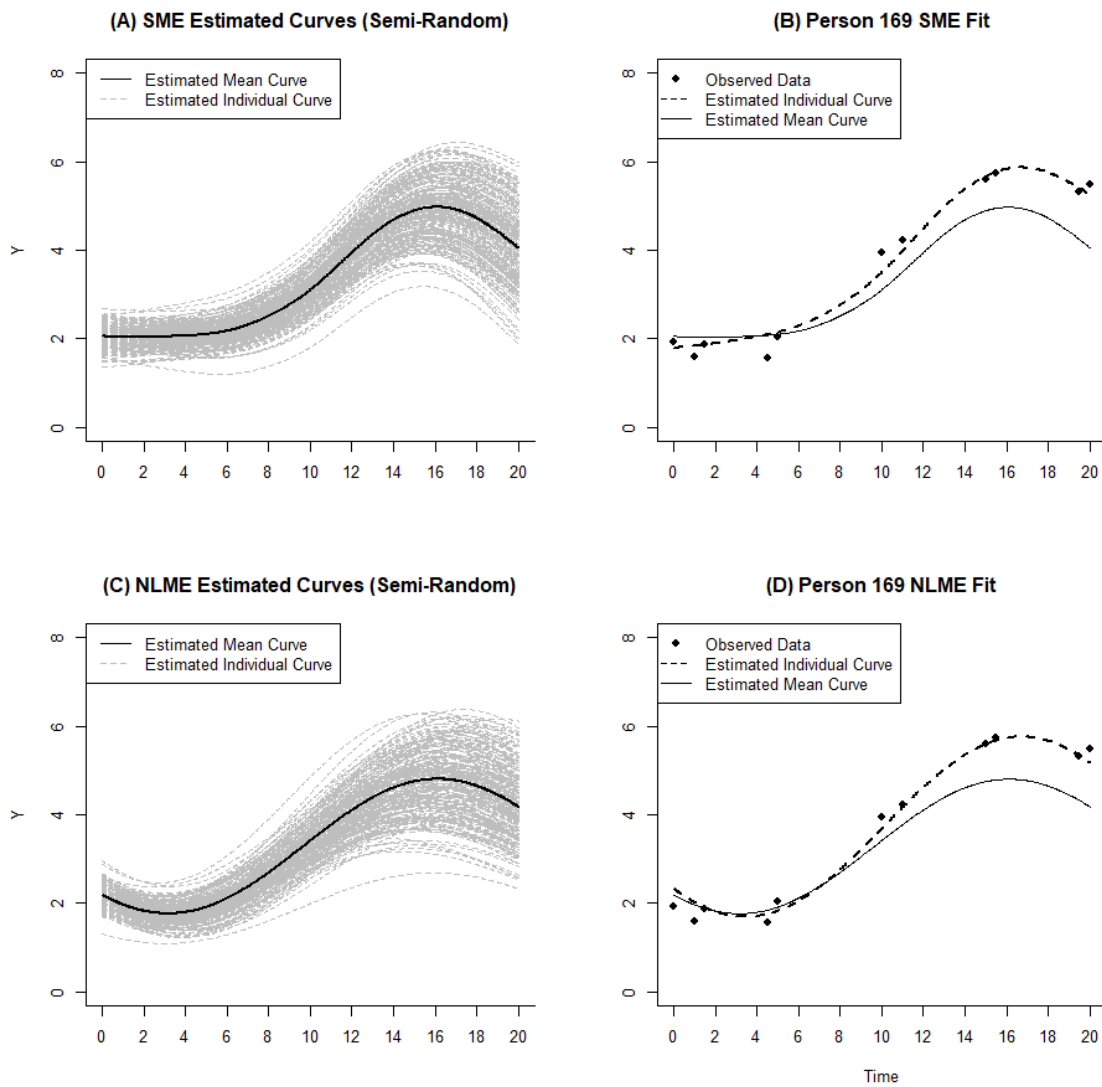 (A) SME Estimated Curves (Semi-Random)
Estimated Mean Curve
Estimated Individual Curve
Y
8
6
4
2
0
0 2 4 6 8 10 12 14 16 18 20
(B) Person 169 SME Fit
Observed Data
Estimated Individual Curve
Estimated Mean Curve
8
6
4
2
0
0 2 4 6 8 10 12 14 16 18 20
(C) NLME Estimated Curves (Semi-Random)
Estimated Mean Curve
Estimated Individual Curve
Y
8
6
4
2
0
0 2 4 6 8 10 12 14 16 18 20
(D) Person 169 NLME Fit
Observed Data
Estimated Individual Curve
Estimated Mean Curve
8
6
4
2
0
0 2 4 6 8 10 12 14 16 18 20
Time